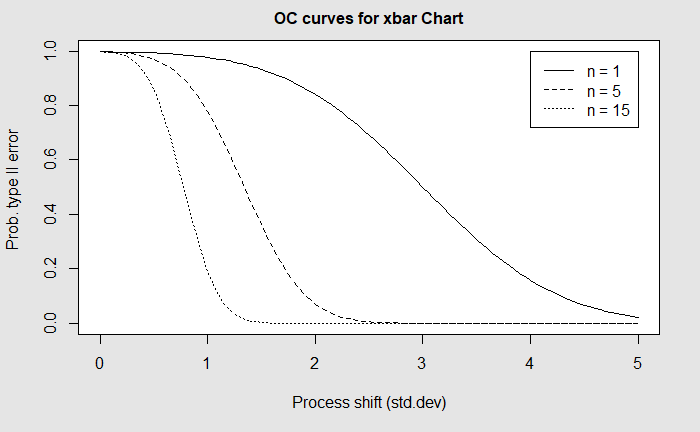 OC curves for xbar Chart
Prob. type II error
1.0
0.8
0.6
0.4
0.2
0.0
n = 1
n = 5
n = 15
0 1 2 3 4 5
Process shift (std.dev)